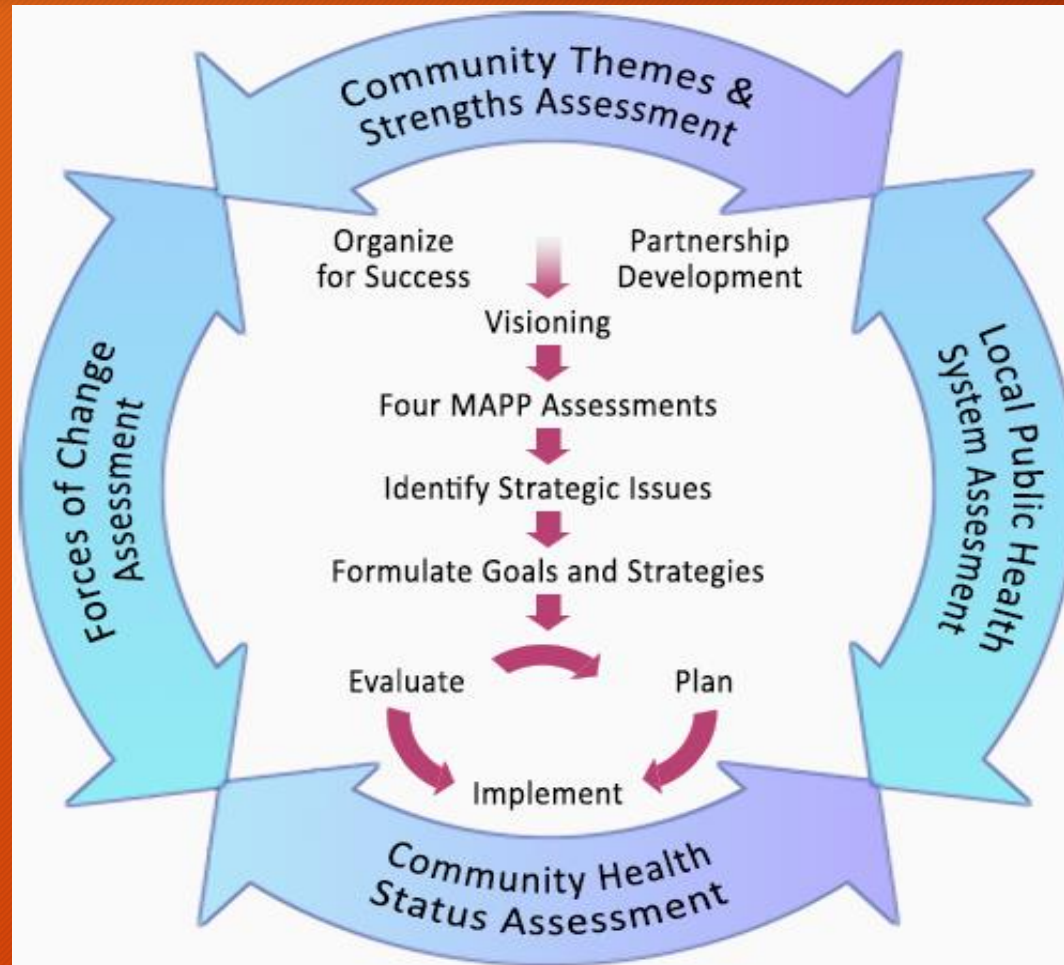 Community Themes &
Strengths Assessment
Organize
for Success
Partnership
Development
Visioning
Four MAPP Assessments
Identify Strategic Issues
Formulate Goals and Strategies
Evaluate
Plan
Implement
Forces of Change
Assessment
Local Public Health
System Assessment
Community Health
Status Assessment